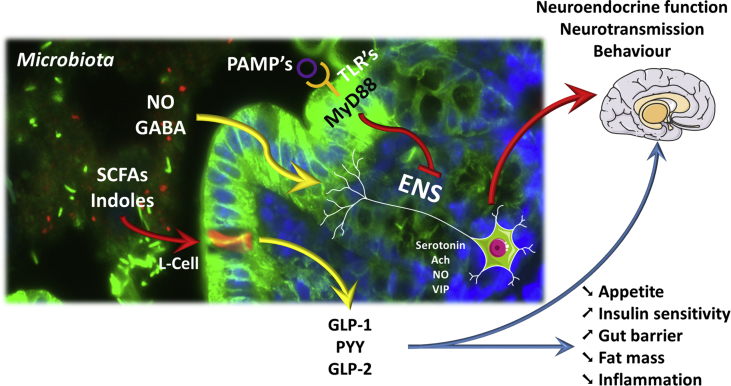 Neuroendocrine function
Neurotransmission
Behaviour
Microbiota
PAMP's
TLR's
MyD88
NO
GABA
ENS
SCFAs
Indoles
L-Cell
Serotonin
Ach
NO
VIP
GLP-1
PYY
GLP-2
↘ Appetite
↗ Insulin sensitivity
↗ Gut barrier
↘ Fat mass
↘ Inflammation